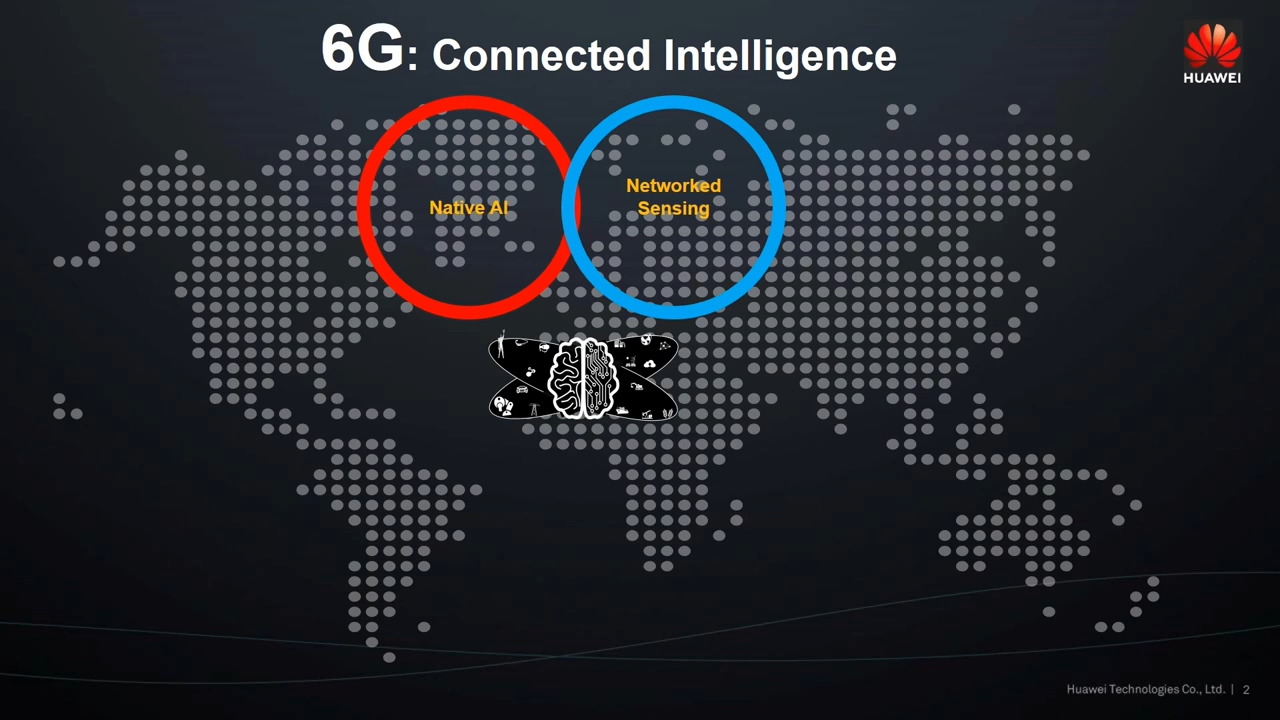 6G: Connected Intelligence
HUAWEI
Native AI
Networked
Sensing
Huawei Technologies Co., Ltd. | 2